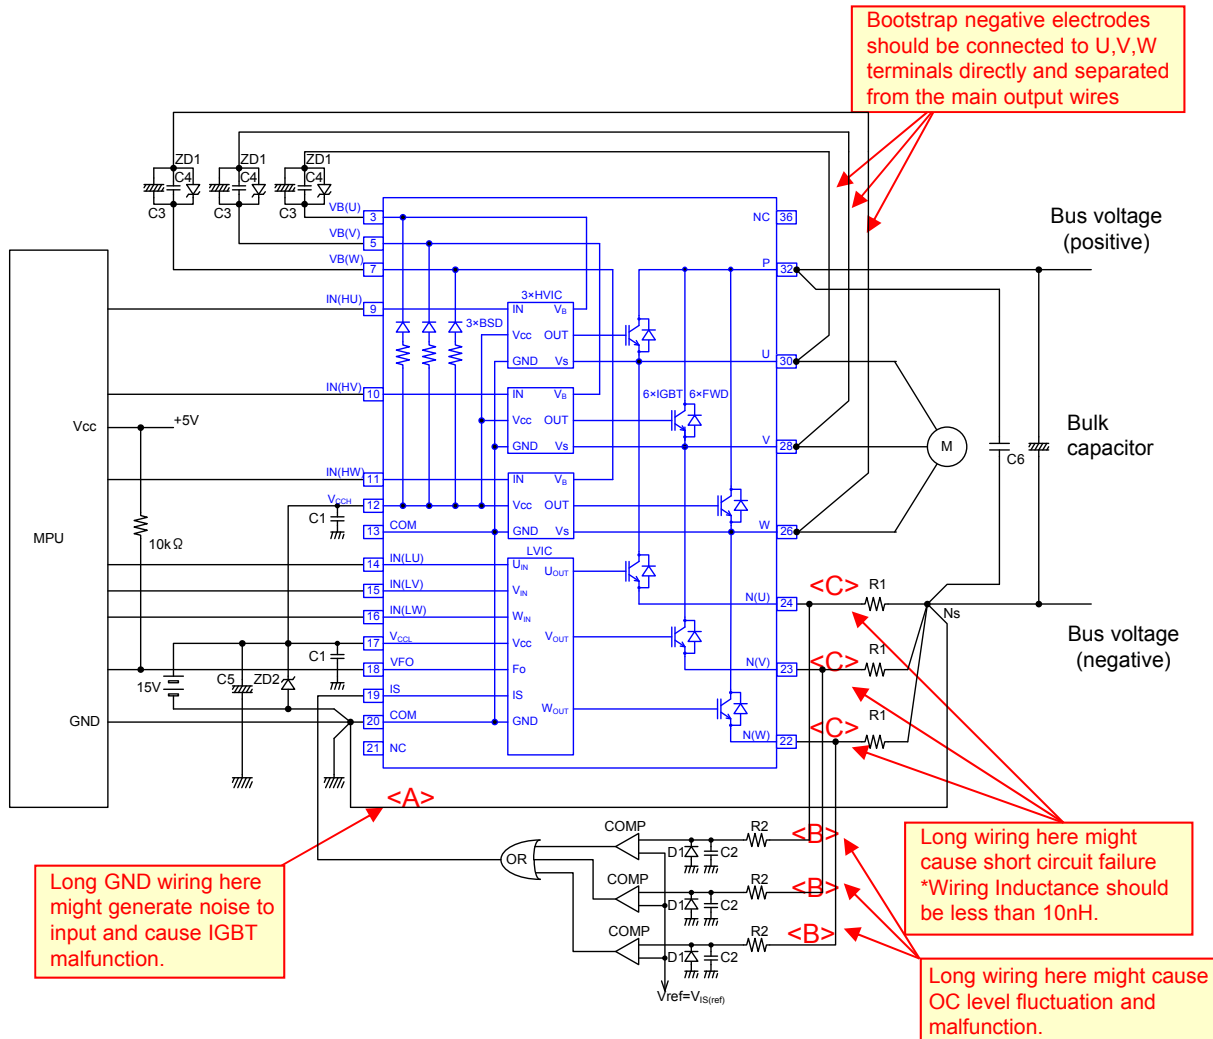 Bootstrap negative electrodes
should be connected to U,V,W
terminals directly and separated
from the main output wires
ZD1
ZD1
ZD1
C4
C4
C4
C3
C3
C3
VB(U)
3
VB(V)
5
VB(W)
7
NC
36
Bus voltage
(positive)
P
32
IN(HU)
9
3×HVIC
3×BSD
IN
VB
Vcc
OUT
GND
Vs
U
30
IN(HV)
10
IN
VB
6×IGBT
6×FWD
Vcc
OUT
GND
Vs
V
28
Vcc
+5V
M
C6
Bulk
capacitor
IN(HW)
11
IN
VB
VCCH
12
Vcc
OUT
C1
13
COM
GND
Vs
W
26
MPU
10kΩ
LVIC
14
IN(LU)
UIN
UOUT
15
IN(LV)
VIN
16
IN(LW)
WIN
17
VCCL
Vcc
VOUT
18
VFO
Fo
C1
19
IS
IS
WOUT
20
COM
GND
21
NC
15V
C5
ZD2
GND
N(U)
24
<C>
R1
Ns
N(V)
23
<C>
R1
N(W)
22
<C>
R1
Bus voltage
(negative)
<A>
COMP
D1
C2
R2
<B>
OR
COMP
D1
C2
R2
<B>
COMP
D1
C2
R2
<B>
Vref=VIS(ref)
Long GND wiring here
might generate noise to
input and cause IGBT
malfunction.
Long wiring here might
cause short circuit failure
*Wiring Inductance should
be less than 10nH.
Long wiring here might cause
OC level fluctuation and
malfunction.